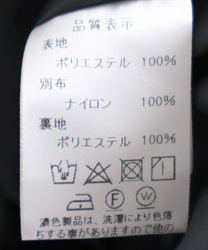 品質表示
表地
ポリエステル 100%
別布
ナイロン 100%
裏地
ポリエステル 100%
F W
濃色製品は、洗濯により色落
ちする事がありますので他の